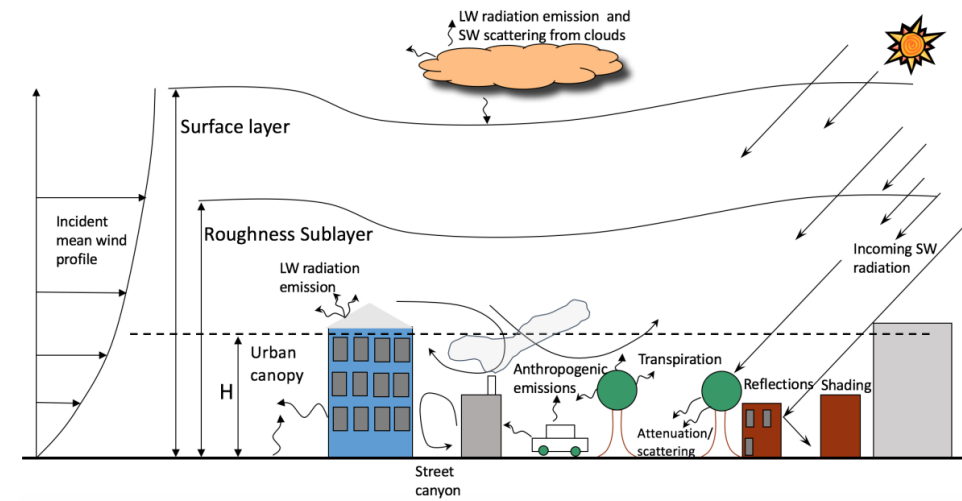 LW radiation emission and
SW scattering from clouds
Surface layer
Incident
mean wind
profile
Roughness Sublayer
Incoming SW
radiation
LW radiation
emission
Urban
canopy
H
Anthropogenic
emissions
Transpiration
Reflections
Shading
Attenuation/
scattering
Street
canyon